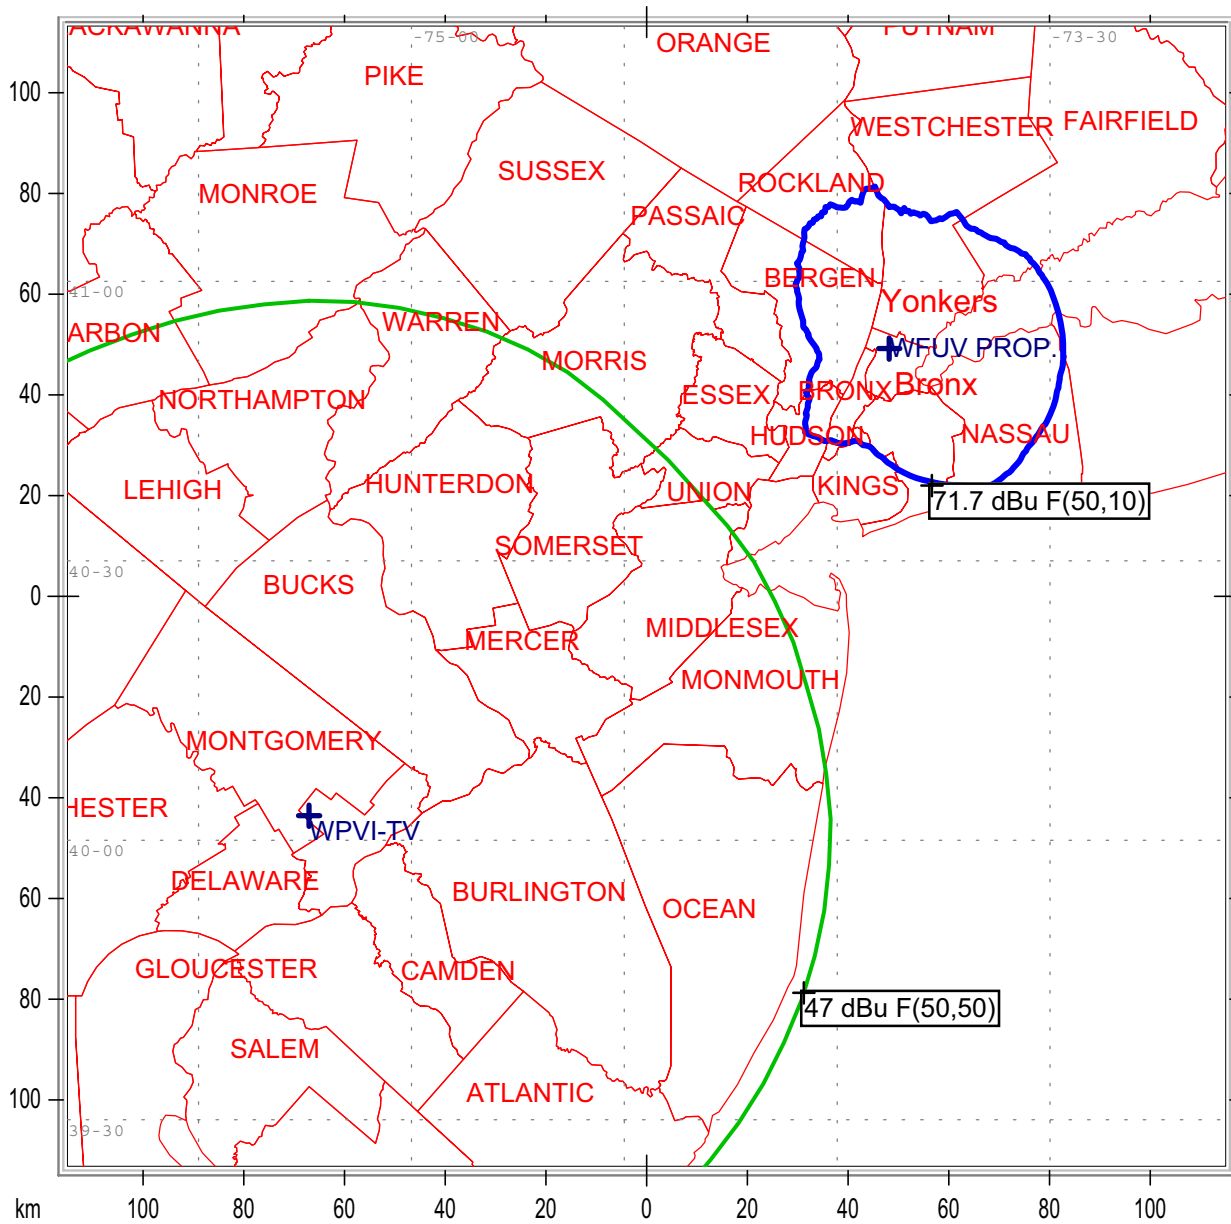 ACKAWANNA
-75-00
ORANGE
PUTNAM
-73-30
100
PIKE
WESTCHESTER
FAIRFIELD
80
MONROE
SUSSEX
ROCKLAND
PASSAIC
60
41-00
BERGEN
Yonkers
ARBON
WARREN
MORRIS
WFUV PROP.
40
NORTHAMPTON
ESSEX
BRONX
Bronx
HUDSON
NASSAU
20
LEHIGH
HUNTERDON
UNION
KINGS
71.7 dBu F(50,10)
SOMERSET
40-30
0
BUCKS
MERCER
MIDDLESEX
20
MONMOUTH
MONTGOMERY
40
HESTER
WPVI-TV
40-00
60
DELAWARE
BURLINGTON
OCEAN
GLOUCESTER
CAMDEN
80
47 dBu F(50,50)
SALEM
100
ATLANTIC
39-30
km
100 80 60 40 20 0 20 40 60 80 100